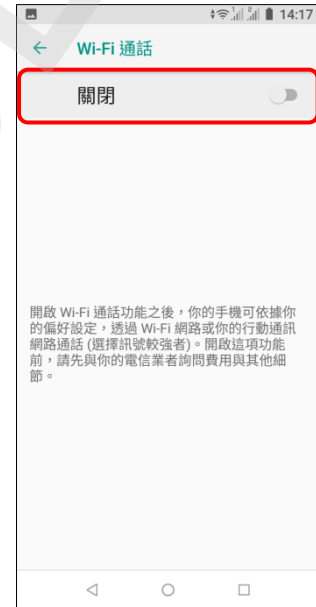 14:17
Wi-Fi 通話
關閉
開啟 Wi-Fi 通話功能之後，你的手機可依據你
的偏好設定，透過 Wi-Fi 網路或你的行動通訊
網路通話 (選擇訊號較強者)。開啟這項功能
前，請先與你的電信業者詢問費用與其他細
節。